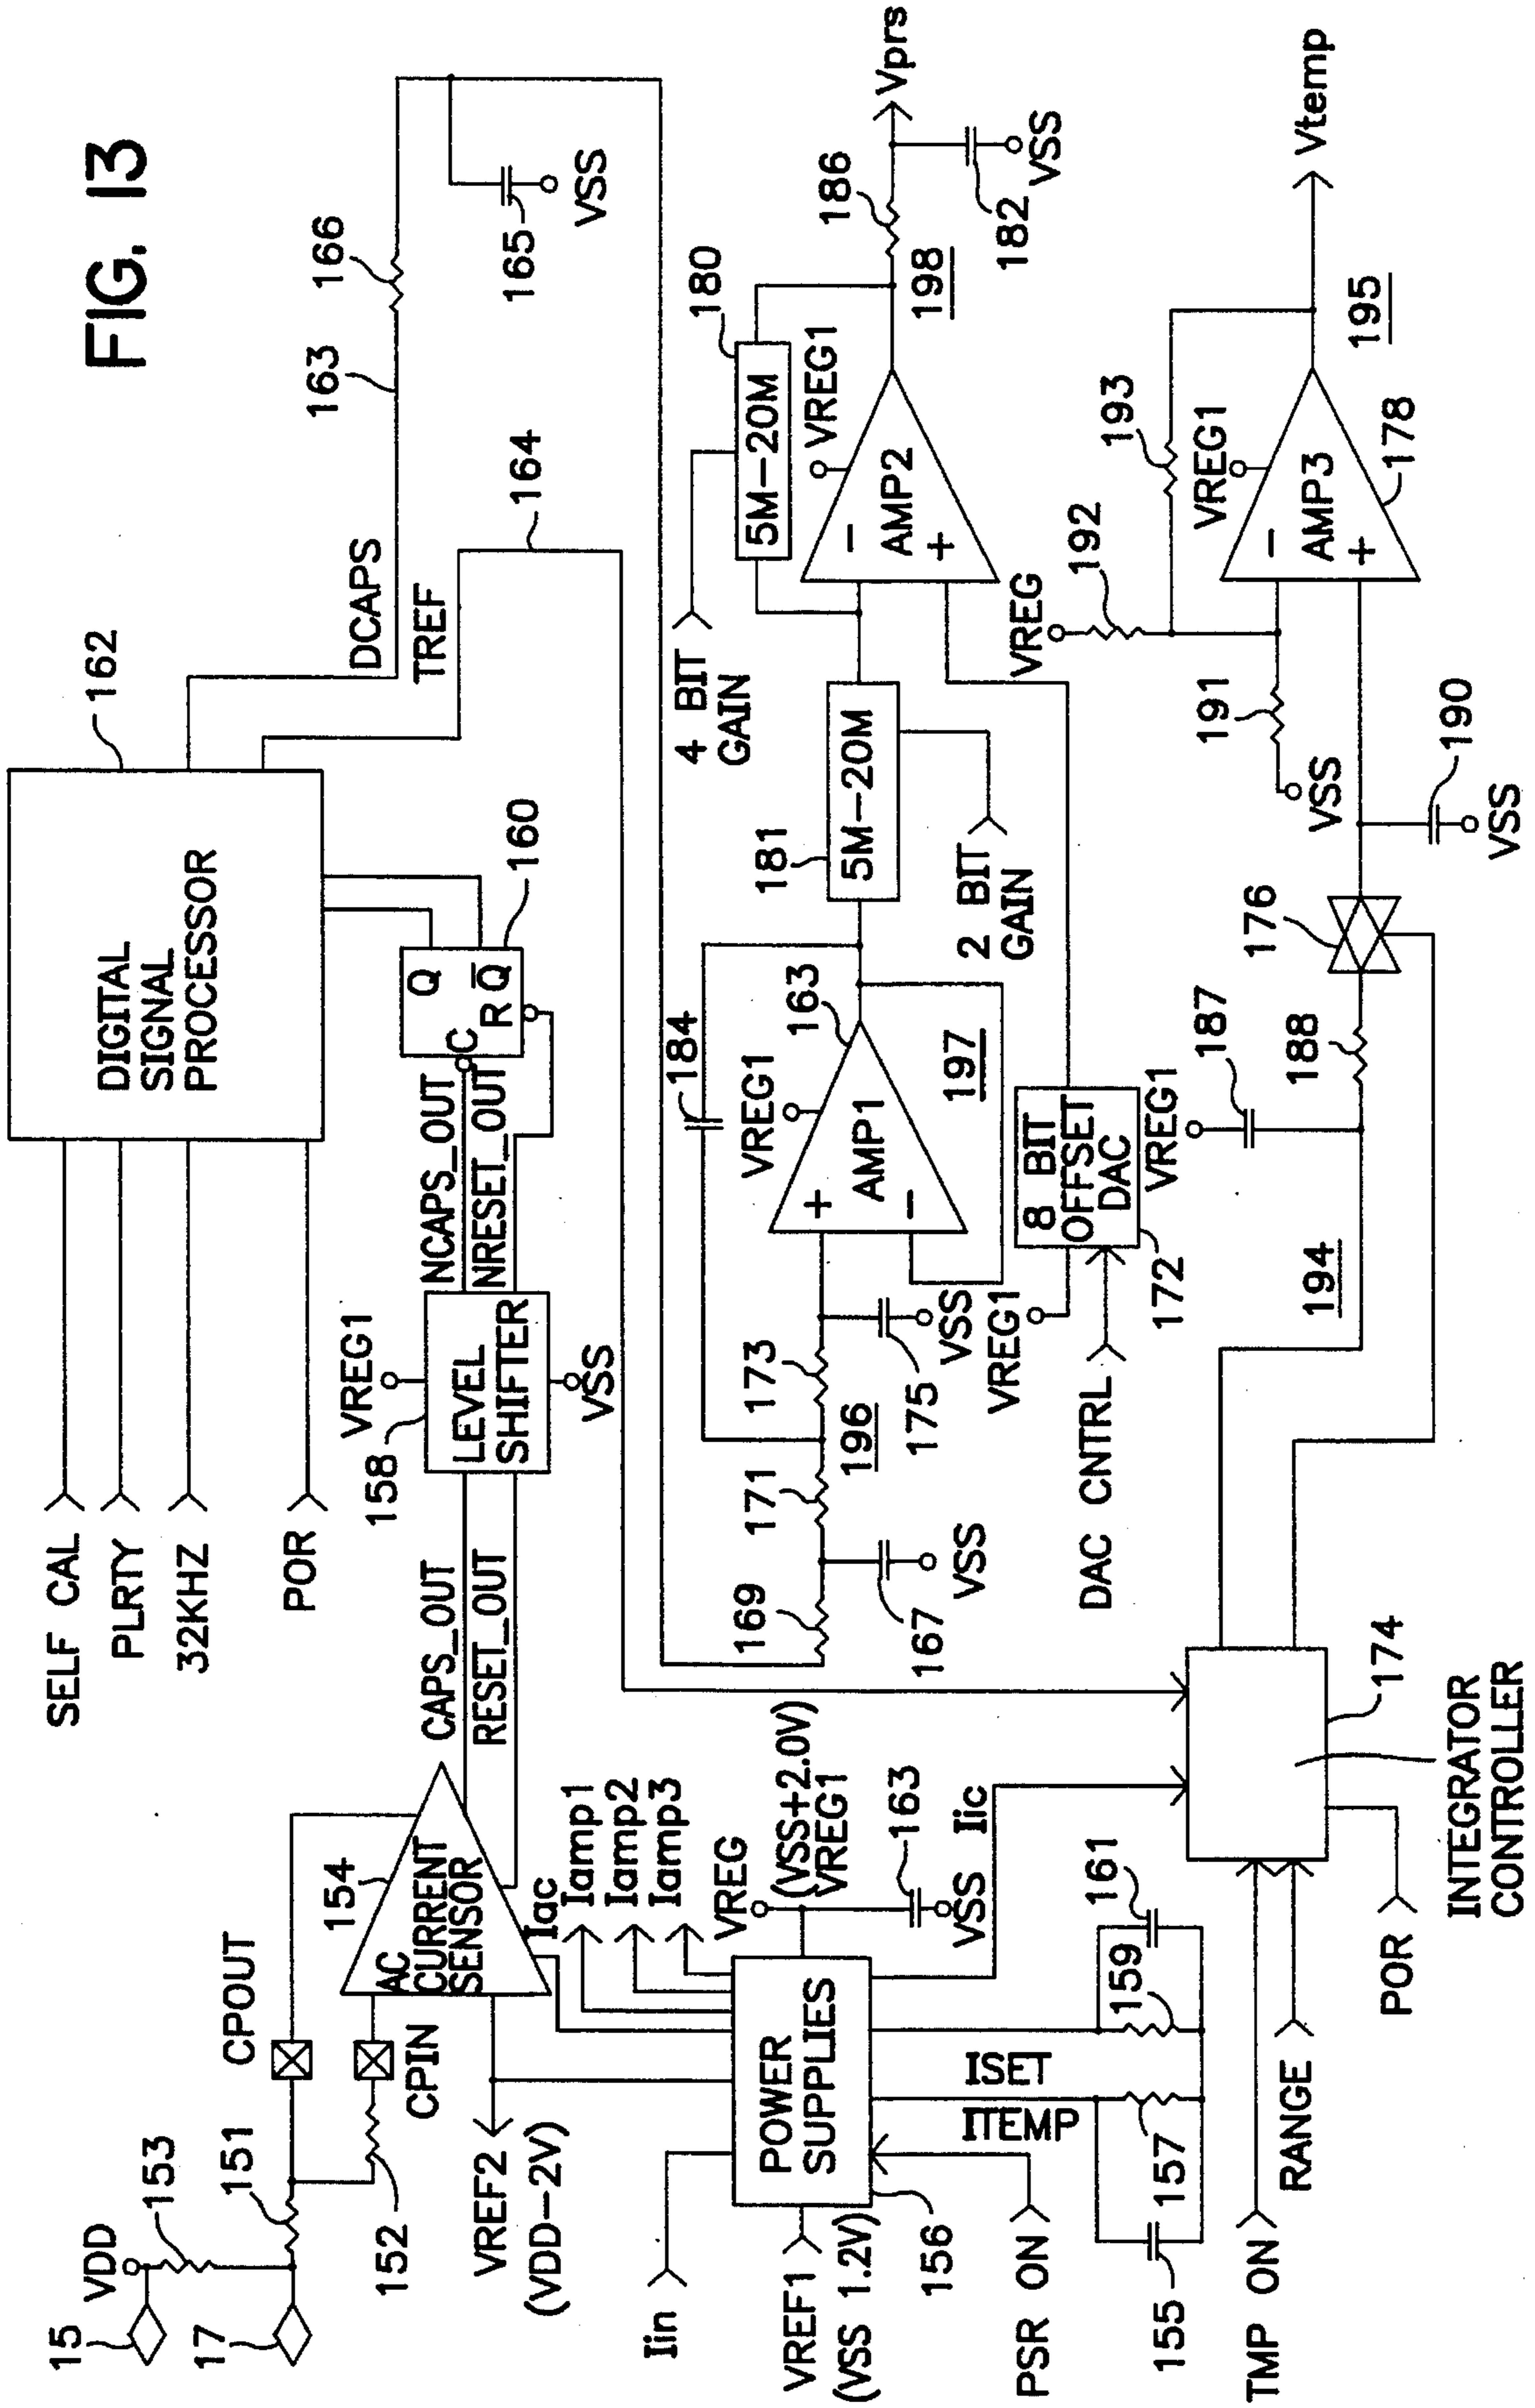 FIG. 13
SELF CAL
PLRTY
32KHZ
POR
DIGITAL
SIGNAL
PROCESSOR
162
DCAPS
TREF
163
166
164
165
VSS
Q
C
R Q̅
160
NCAPS_OUT
NRESET_OUT
VREG1
158
LEVEL
SHIFTER
VSS
CAPS_OUT
RESET_OUT
154
AC
CURRENT
SENSOR
CPOUT
CPIN
VDD
153
151
15
17
152
VREF2
(VDD-2V)
Iac
Iamp1
Iamp2
Iamp3
VREG
(VSS+2.0V)
VREG1
163
VSS
Iic
Iin
POWER
SUPPLIES
VREF1
(VSS 1.2V)
156
PSR ON
ISET
ITEMP
155
157
159
161
169
167
VSS
171
196
173
175
VSS
184
VREG1
AMP1
+
−
163
197
181
5M-20M
2 BIT
GAIN
4 BIT
GAIN
180
5M-20M
VREG1
AMP2
−
+
198
186
182
VSS
Vprs
VREG1
8 BIT
OFFSET
DAC
172
DAC CNTRL
TMP ON
RANGE
POR
174
INTEGRATOR
CONTROLLER
194
VREG1
187
188
176
190
VSS
191
VSS
VREG
192
193
VREG1
AMP3
−
+
178
195
Vtemp